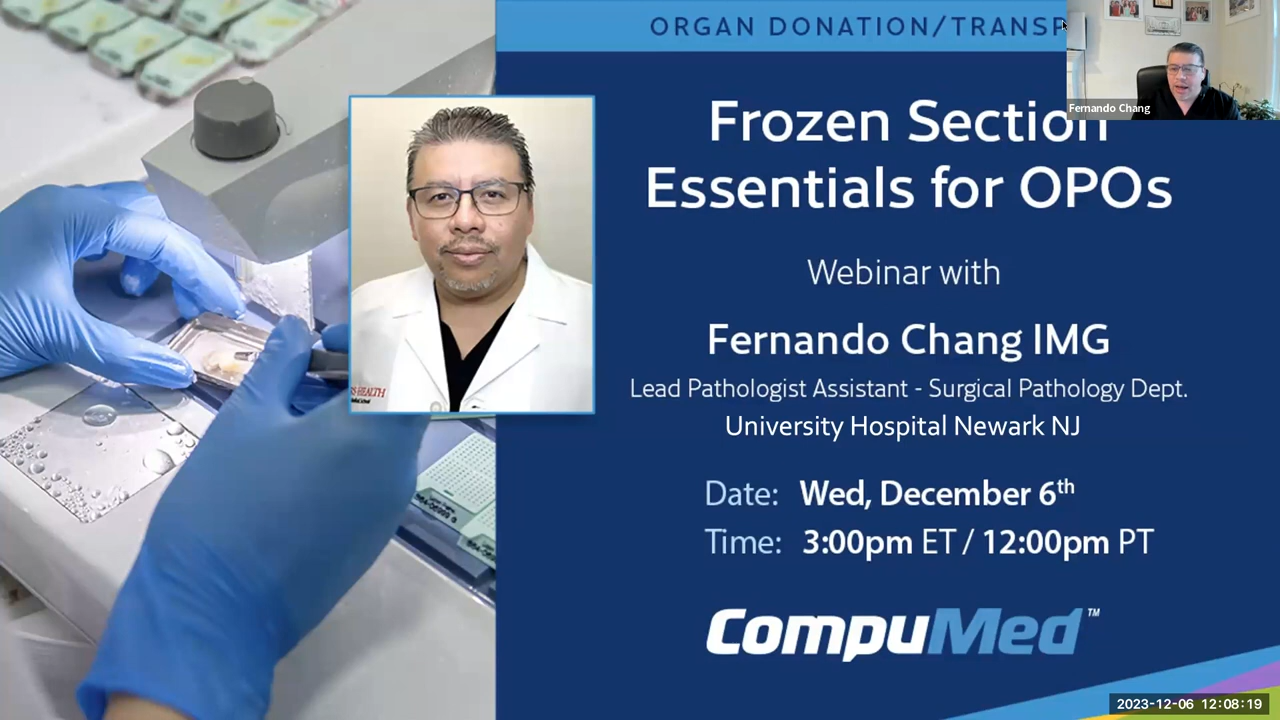 ORGAN DONATION/TRANSP
Fernando Chang
Frozen Section
Essentials for OPOs
Webinar with
Fernando Chang IMG
Lead Pathologist Assistant - Surgical Pathology Dept.
University Hospital Newark NJ
Date: Wed, December 6th
Time: 3:00pm ET / 12:00pm PT
CompuMed™
HEALTH
2023-12-06 12:08:19